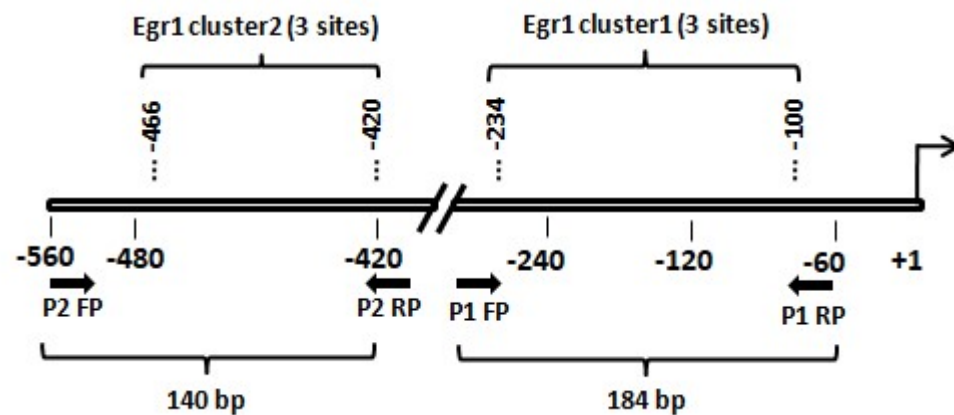 Egr1 cluster2 (3 sites) Egr1 cluster1 (3 sites)
-466 -420 -234 -100
-560 -480 -420 -240 -120 -60 +1
P2 FP P2 RP P1 FP P1 RP
140 bp 184 bp